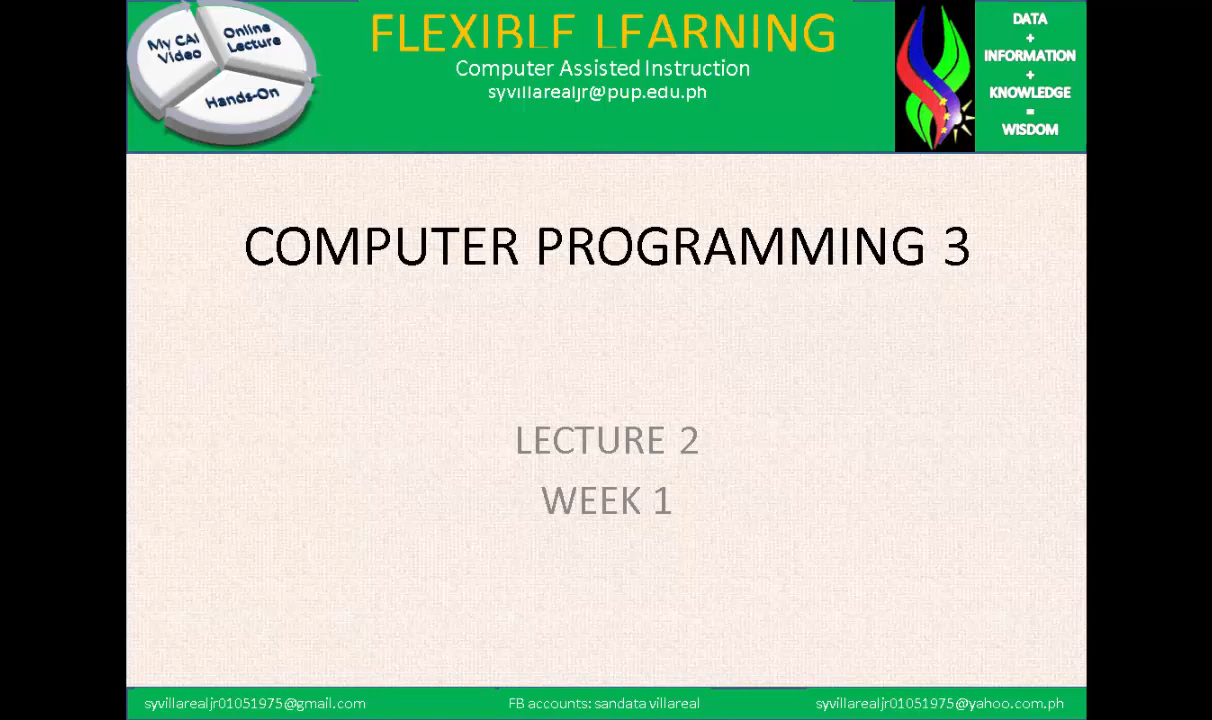 My CAI
Video
Online
Lecture
Hands-On
FLEXIBLE LEARNING
Computer Assisted Instruction
syvillarealjr@pup.edu.ph
DATA
+
INFORMATION
+
KNOWLEDGE
=
WISDOM
COMPUTER PROGRAMMING 3
LECTURE 2
WEEK 1
syvillarealjr01051975@gmail.com
FB accounts: sandata villareal
syvillarealjr01051975@yahoo.com.ph